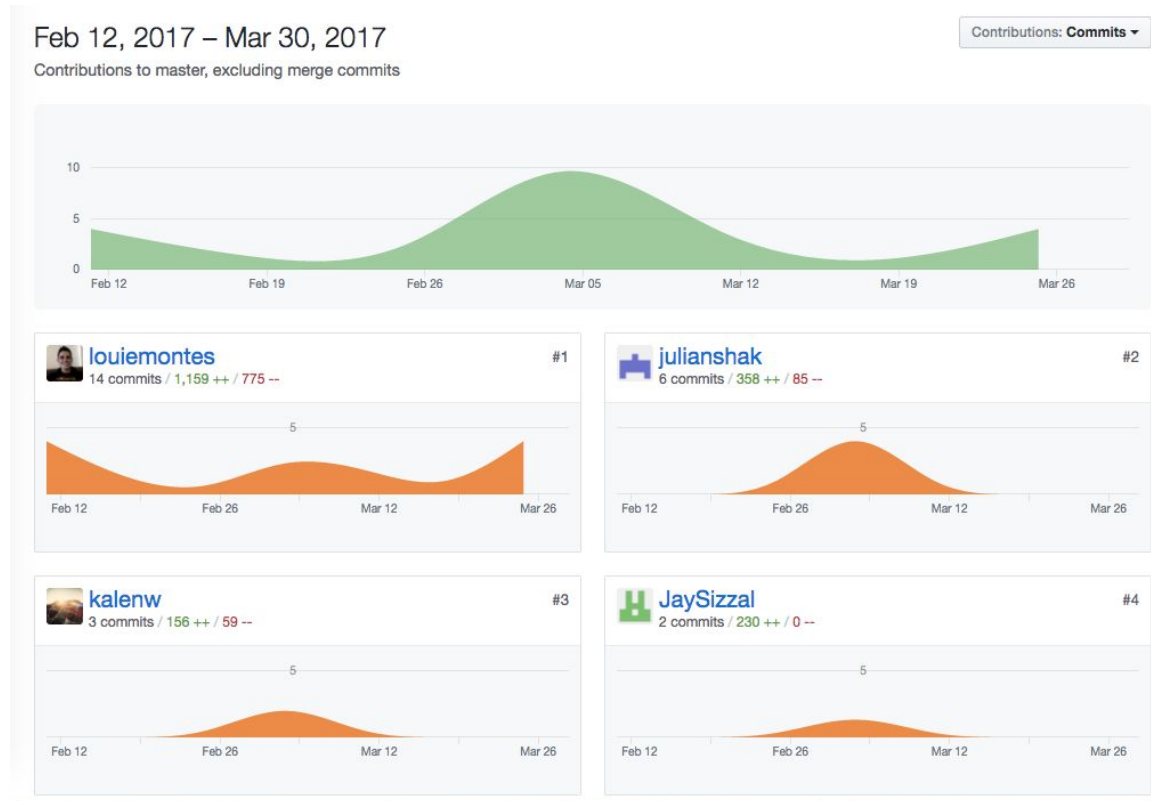 Feb 12, 2017 – Mar 30, 2017
Contributions: Commits
Contributions to master, excluding merge commits
10
5
0
Feb 12 Feb 19 Feb 26 Mar 05 Mar 12 Mar 19 Mar 26
louiemontes #1
14 commits / 1,159 ++ / 775 --
5
Feb 12 Feb 26 Mar 12 Mar 26
julianshak #2
6 commits / 358 ++ / 85 --
5
Feb 12 Feb 26 Mar 12 Mar 26
kalenw #3
3 commits / 156 ++ / 59 --
5
Feb 12 Feb 26 Mar 12 Mar 26
JaySizzal #4
2 commits / 230 ++ / 0 --
5
Feb 12 Feb 26 Mar 12 Mar 26